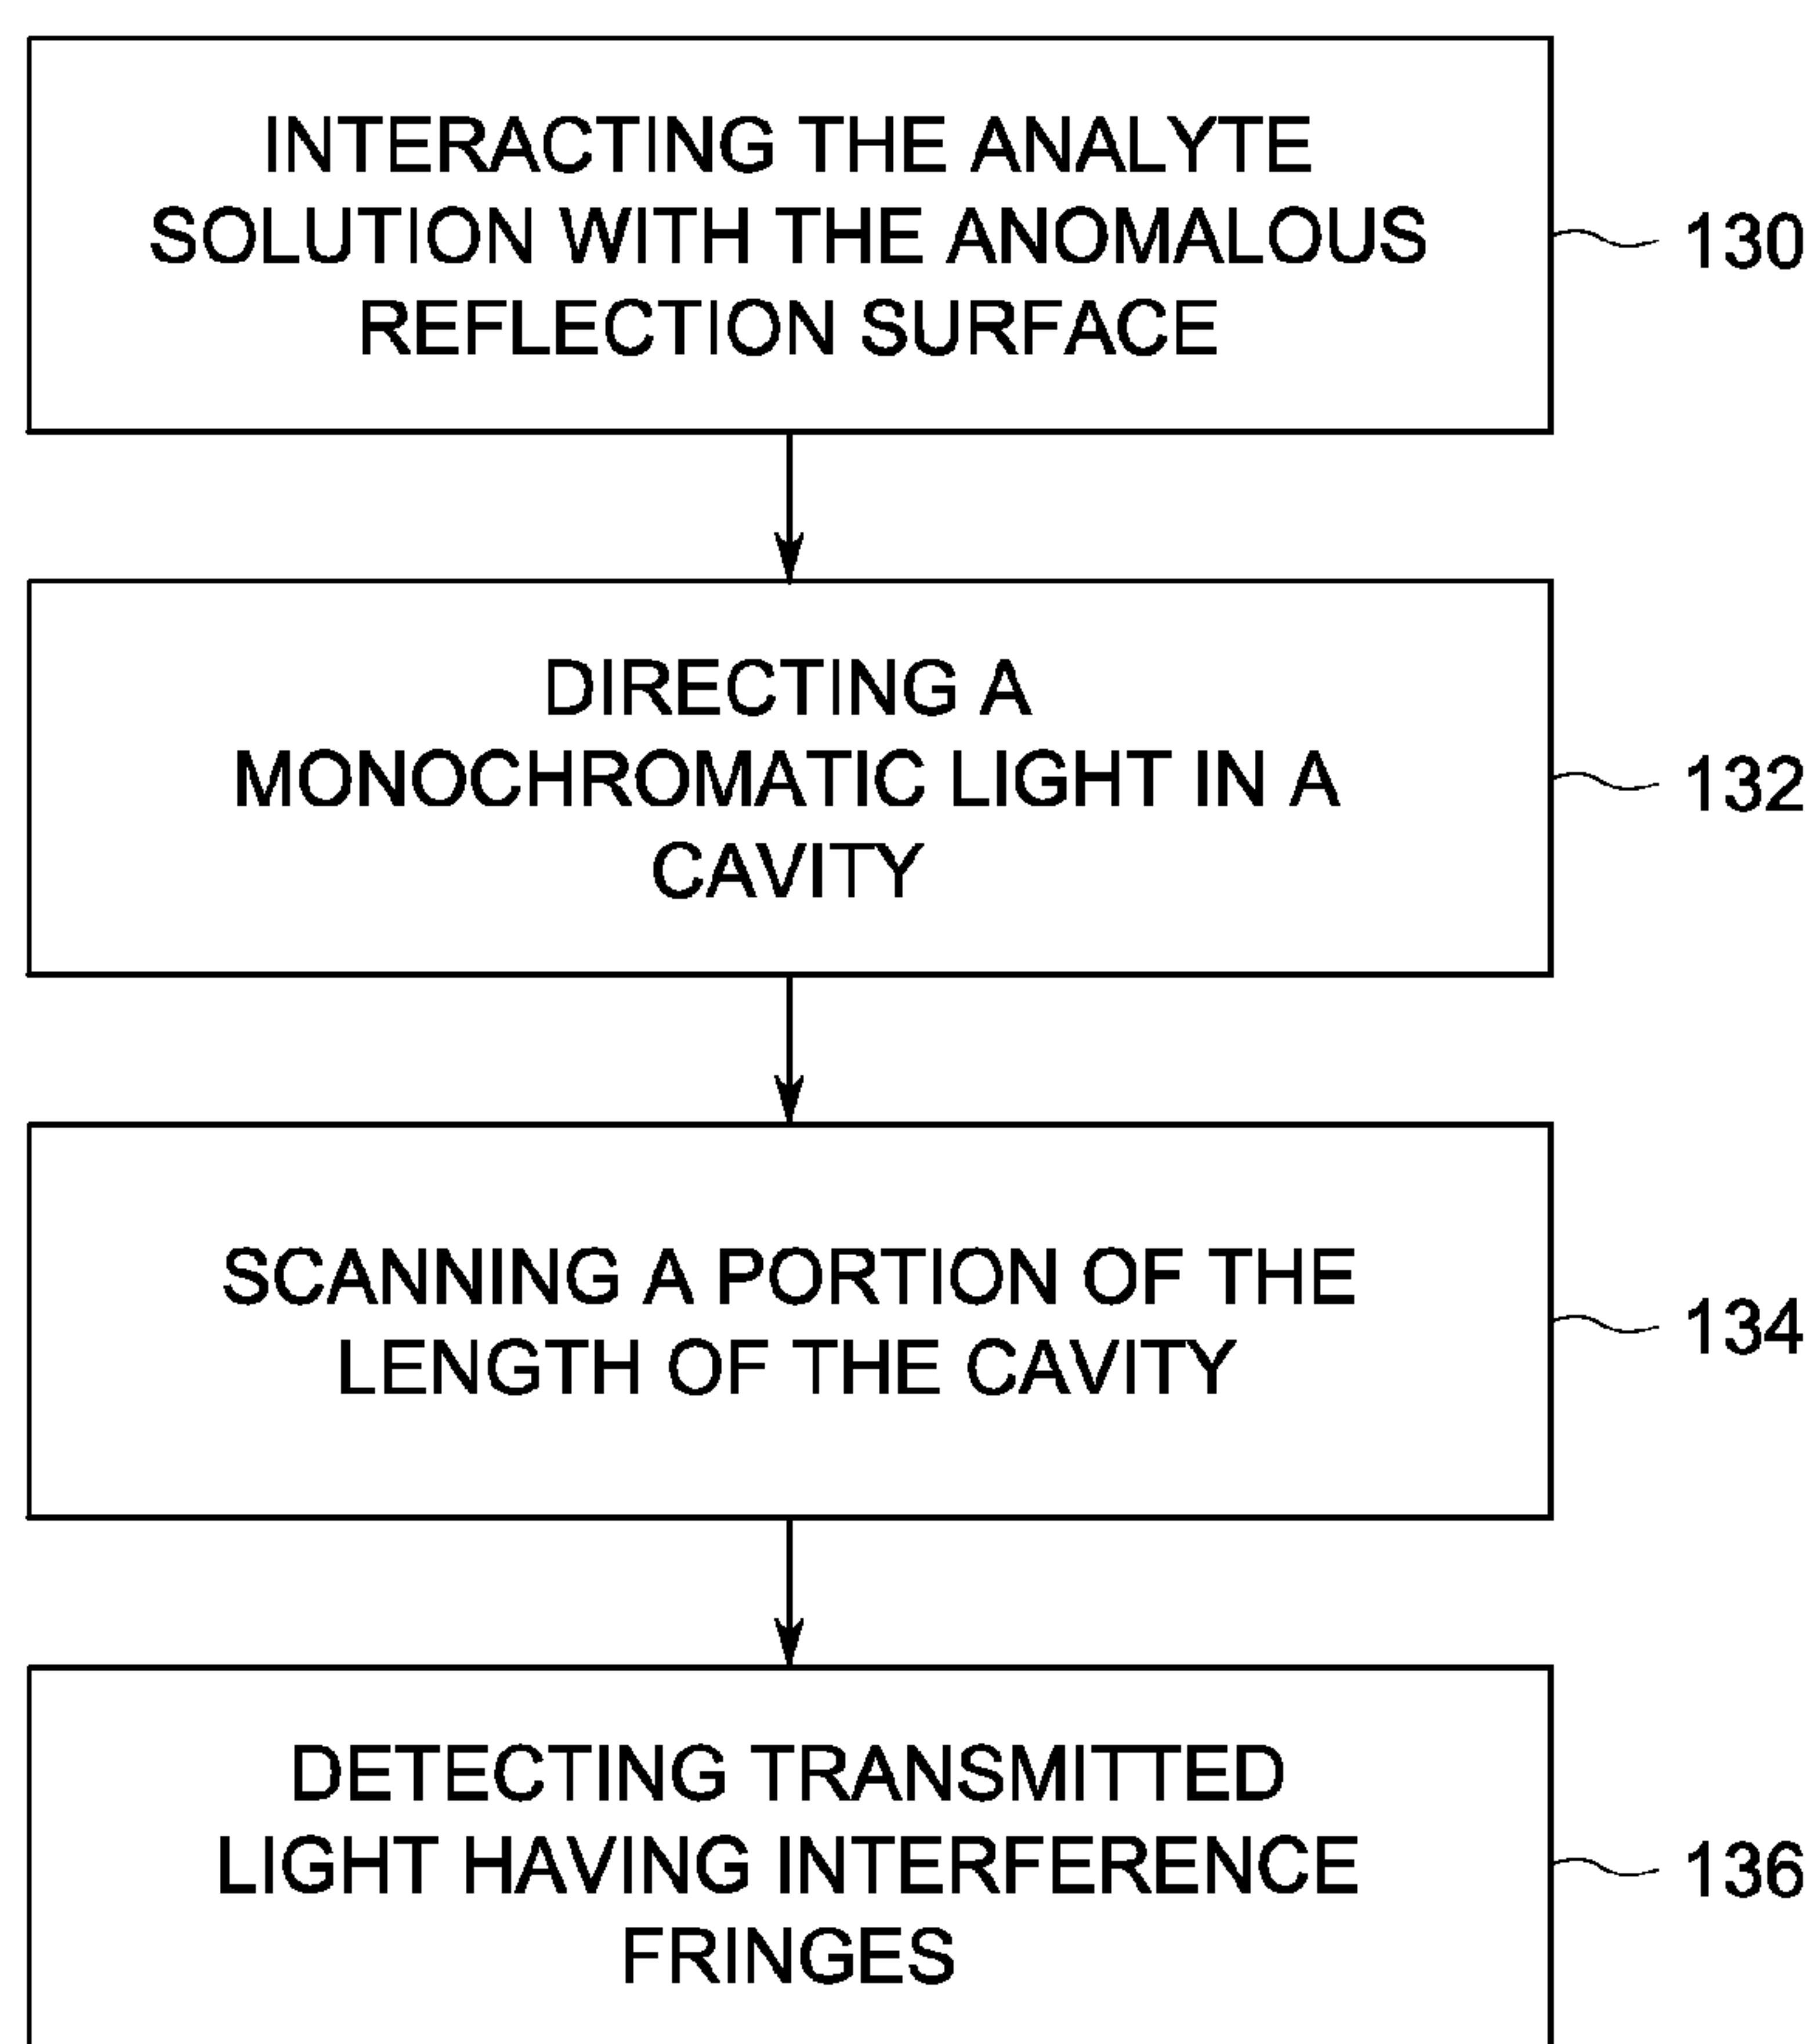 INTERACTING THE ANALYTE
SOLUTION WITH THE ANOMALOUS
REFLECTION SURFACE
130
DIRECTING A
MONOCHROMATIC LIGHT IN A
CAVITY
132
SCANNING A PORTION OF THE
LENGTH OF THE CAVITY
134
DETECTING TRANSMITTED
LIGHT HAVING INTERFERENCE
FRINGES
136